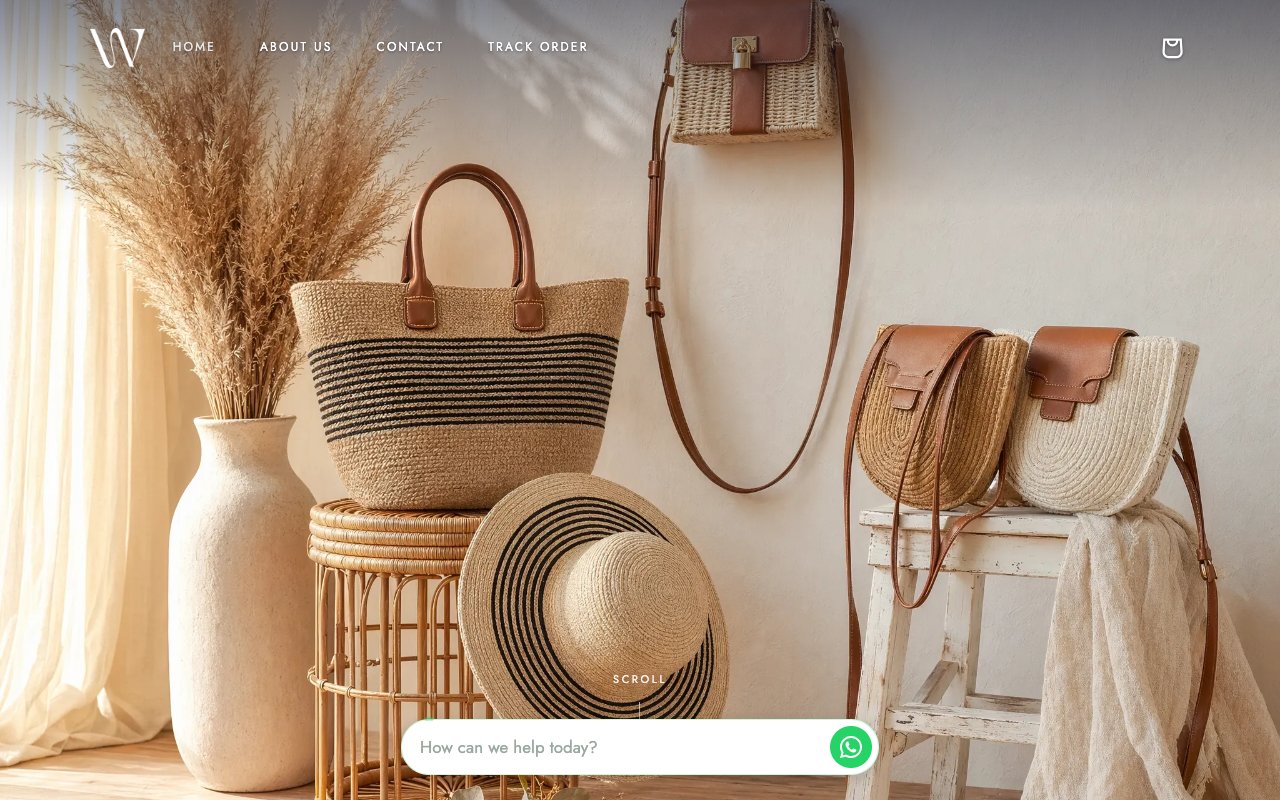 W
HOME
ABOUT US
CONTACT
TRACK ORDER
SCROLL
How can we help today?